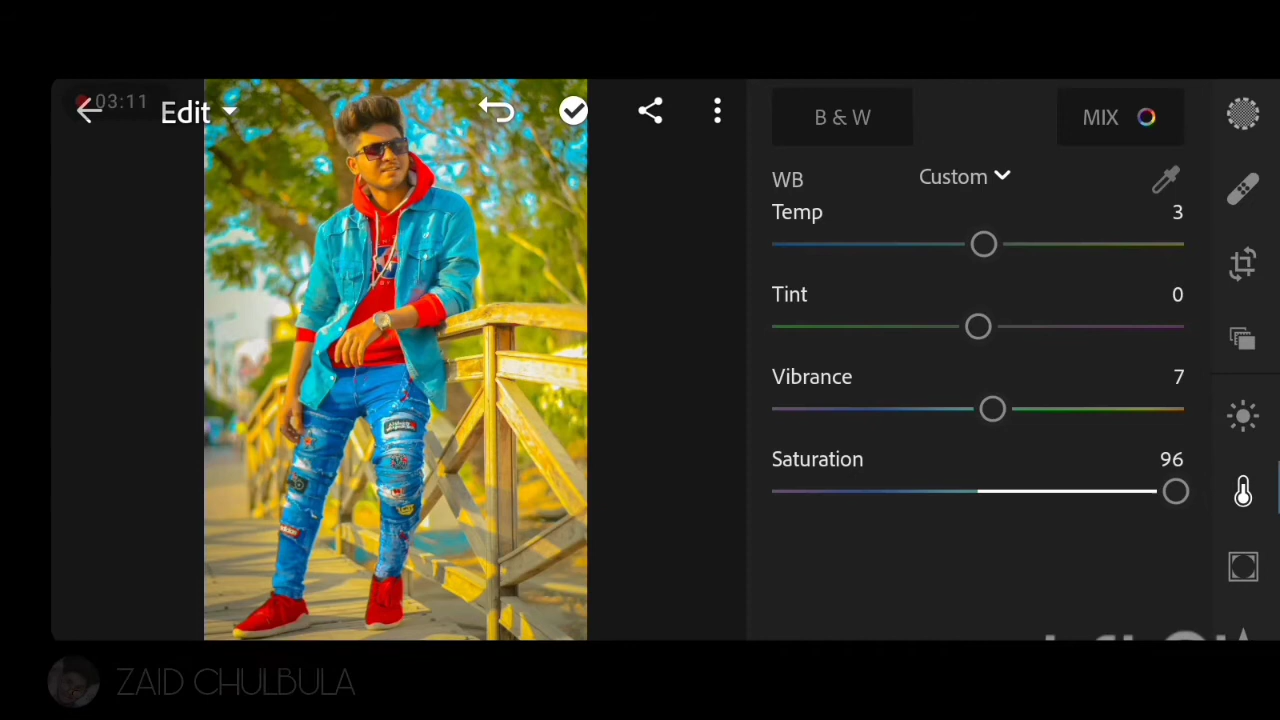 03:11
Edit
B & W
MIX
WB
Custom
Temp
3
Tint
0
Vibrance
7
Saturation
96
ZAID CHULBULA